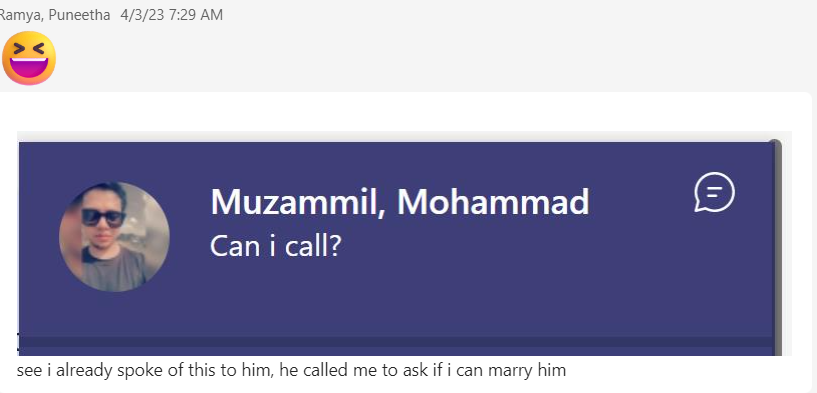 Ramya, Puneetha 4/3/23 7:29 AM
Muzammil, Mohammad
Can i call?
see i already spoke of this to him, he called me to ask if i can marry him